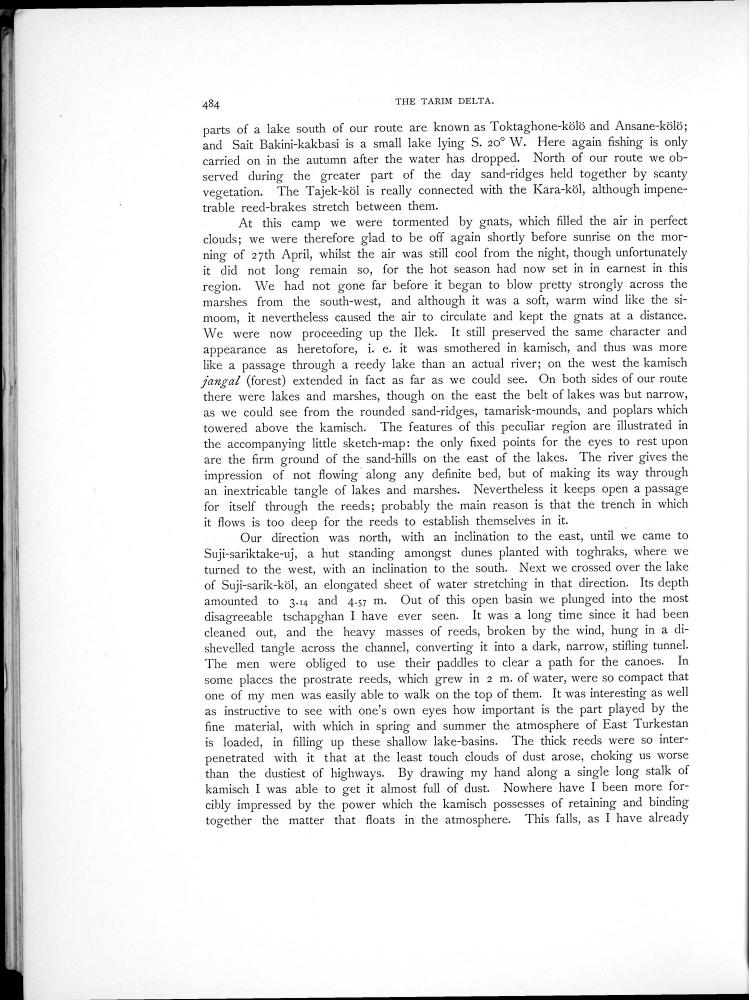 484
THE TARIM DELTA.
parts of a lake south of our route are known as Toktaghone-kölö and Ansane-kölö;
and Sait Bakini-kakbasi is a small lake lying S. 20° W. Here again fishing is only
carried on in the autumn after the water has dropped. North of our route we ob-
served during the greater part of the day sand-ridges held together by scanty
vegetation. The Tajek-köl is really connected with the Kara-köl, although impene-
trable reed-brakes stretch between them.
At this camp we were tormented by gnats, which filled the air in perfect
clouds; we were therefore glad to be off again shortly before sunrise on the mor-
ning of 27th April, whilst the air was still cool from the night, though unfortunately
it did not long remain so, for the hot season had now set in in earnest in this
region. We had not gone far before it began to blow pretty strongly across the
marshes from the south-west, and although it was a soft, warm wind like the si-
moom, it nevertheless caused the air to circulate and kept the gnats at a distance.
We were now proceeding up the Ilek. It still preserved the same character and
appearance as heretofore, i. e. it was smothered in kamisch, and thus was more
like a passage through a reedy lake than an actual river; on the west the kamisch
jangal (forest) extended in fact as far as we could see. On both sides of our route
there were lakes and marshes, though on the east the belt of lakes was but narrow,
as we could see from the rounded sand-ridges, tamarisk-mounds, and poplars which
towered above the kamisch. The features of this peculiar region are illustrated in
the accompanying little sketch-map: the only fixed points for the eyes to rest upon
are the firm ground of the sand-hills on the east of the lakes. The river gives the
impression of not flowing along any definite bed, but of making its way through
an inextricable tangle of lakes and marshes. Nevertheless it keeps open a passage
for itself through the reeds; probably the main reason is that the trench in which
it flows is too deep for the reeds to establish themselves in it.
Our direction was north, with an inclination to the east, until we came to
Suji-sariktake-uj, a hut standing amongst dunes planted with toghraks, where we
turned to the west, with an inclination to the south. Next we crossed over the lake
of Suji-sarik-köl, an elongated sheet of water stretching in that direction. Its depth
amounted to 3.14 and 4.57 m. Out of this open basin we plunged into the most
disagreeable tschapghan I have ever seen. It was a long time since it had been
cleaned out, and the heavy masses of reeds, broken by the wind, hung in a di-
shevelled tangle across the channel, converting it into a dark, narrow, stifling tunnel.
The men were obliged to use their paddles to clear a path for the canoes. In
some places the prostrate reeds, which grew in 2 m. of water, were so compact that
one of my men was easily able to walk on the top of them. It was interesting as well
as instructive to see with one's own eyes how important is the part played by the
fine material, with which in spring and summer the atmosphere of East Turkestan
is loaded, in filling up these shallow lake-basins. The thick reeds were so inter-
penetrated with it that at the least touch clouds of dust arose, choking us worse
than the dustiest of highways. By drawing my hand along a single long stalk of
kamisch I was able to get it almost full of dust. Nowhere have I been more for-
cibly impressed by the power which the kamisch possesses of retaining and binding
together the matter that floats in the atmosphere. This falls, as I have already